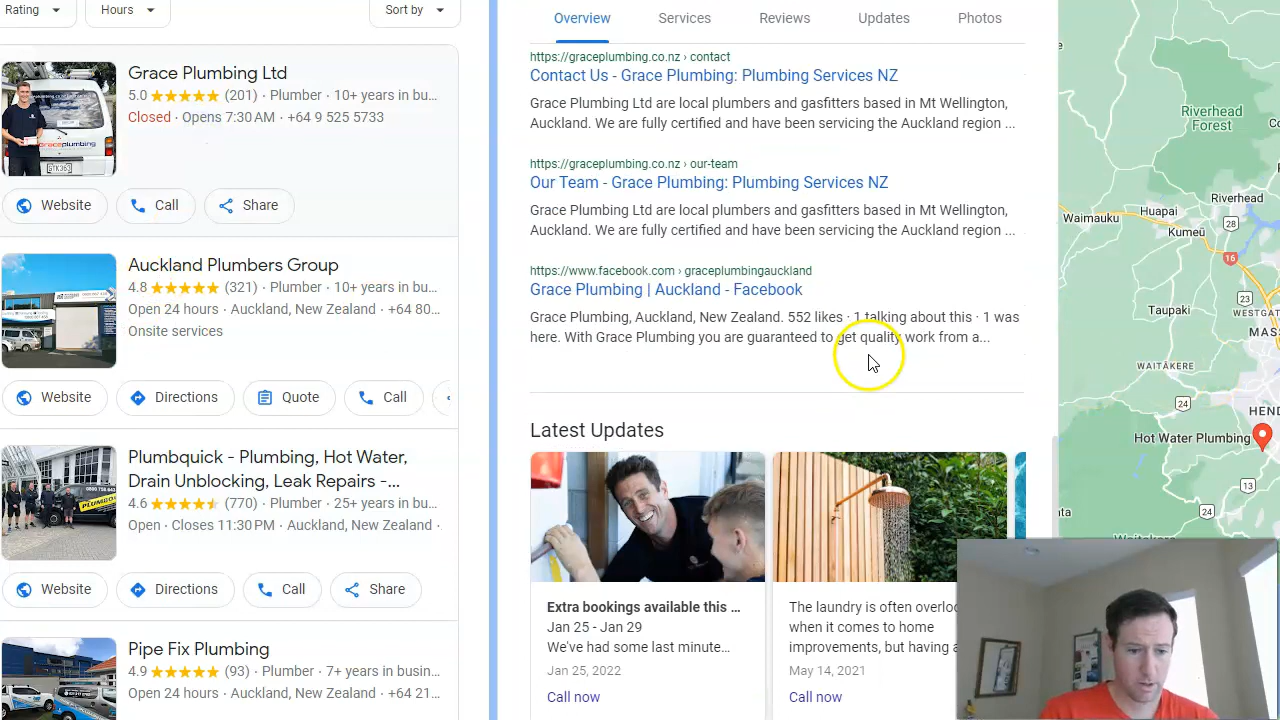 Rating
Hours
Sort by
Grace Plumbing Ltd
5.0 (201) · Plumber · 10+ years in bu...
Closed · Opens 7:30 AM · +64 9 525 5733
Website
Call
Share
Auckland Plumbers Group
4.8 (321) · Plumber · 10+ years in bu...
Open 24 hours · Auckland, New Zealand · +64 80...
Onsite services
Website
Directions
Quote
Call
Plumbquick - Plumbing, Hot Water,
Drain Unblocking, Leak Repairs -...
4.6 (770) · Plumber · 25+ years in bu...
Open · Closes 11:30 PM · Auckland, New Zealand ·
Website
Directions
Call
Share
Pipe Fix Plumbing
4.9 (93) · Plumber · 7+ years in busin...
Open 24 hours · Auckland, New Zealand · +64 21...
Overview
Services
Reviews
Updates
Photos
https://graceplumbing.co.nz › contact
Contact Us - Grace Plumbing: Plumbing Services NZ
Grace Plumbing Ltd are local plumbers and gasfitters based in Mt Wellington,
Auckland. We are fully certified and have been servicing the Auckland region ...
https://graceplumbing.co.nz › our-team
Our Team - Grace Plumbing: Plumbing Services NZ
Grace Plumbing Ltd are local plumbers and gasfitters based in Mt Wellington,
Auckland. We are fully certified and have been servicing the Auckland region ...
https://www.facebook.com › graceplumbingauckland
Grace Plumbing | Auckland - Facebook
Grace Plumbing, Auckland, New Zealand. 552 likes · 1 talking about this · 1 was
here. With Grace Plumbing you are guaranteed to get quality work from a...
Latest Updates
Extra bookings available this ...
Jan 25 - Jan 29
We've had some last minute...
Jan 25, 2022
Call now
The laundry is often overloo
when it comes to home
improvements, but having a
May 14, 2021
Call now
Riverhead
Forest
Riverhead
Waimauku
Huapai
28
Kumeū
16
23
Taupaki
WESTGAT
MAS
WAITĀKERE
24
HEND
Hot Water Plumbing
13
24